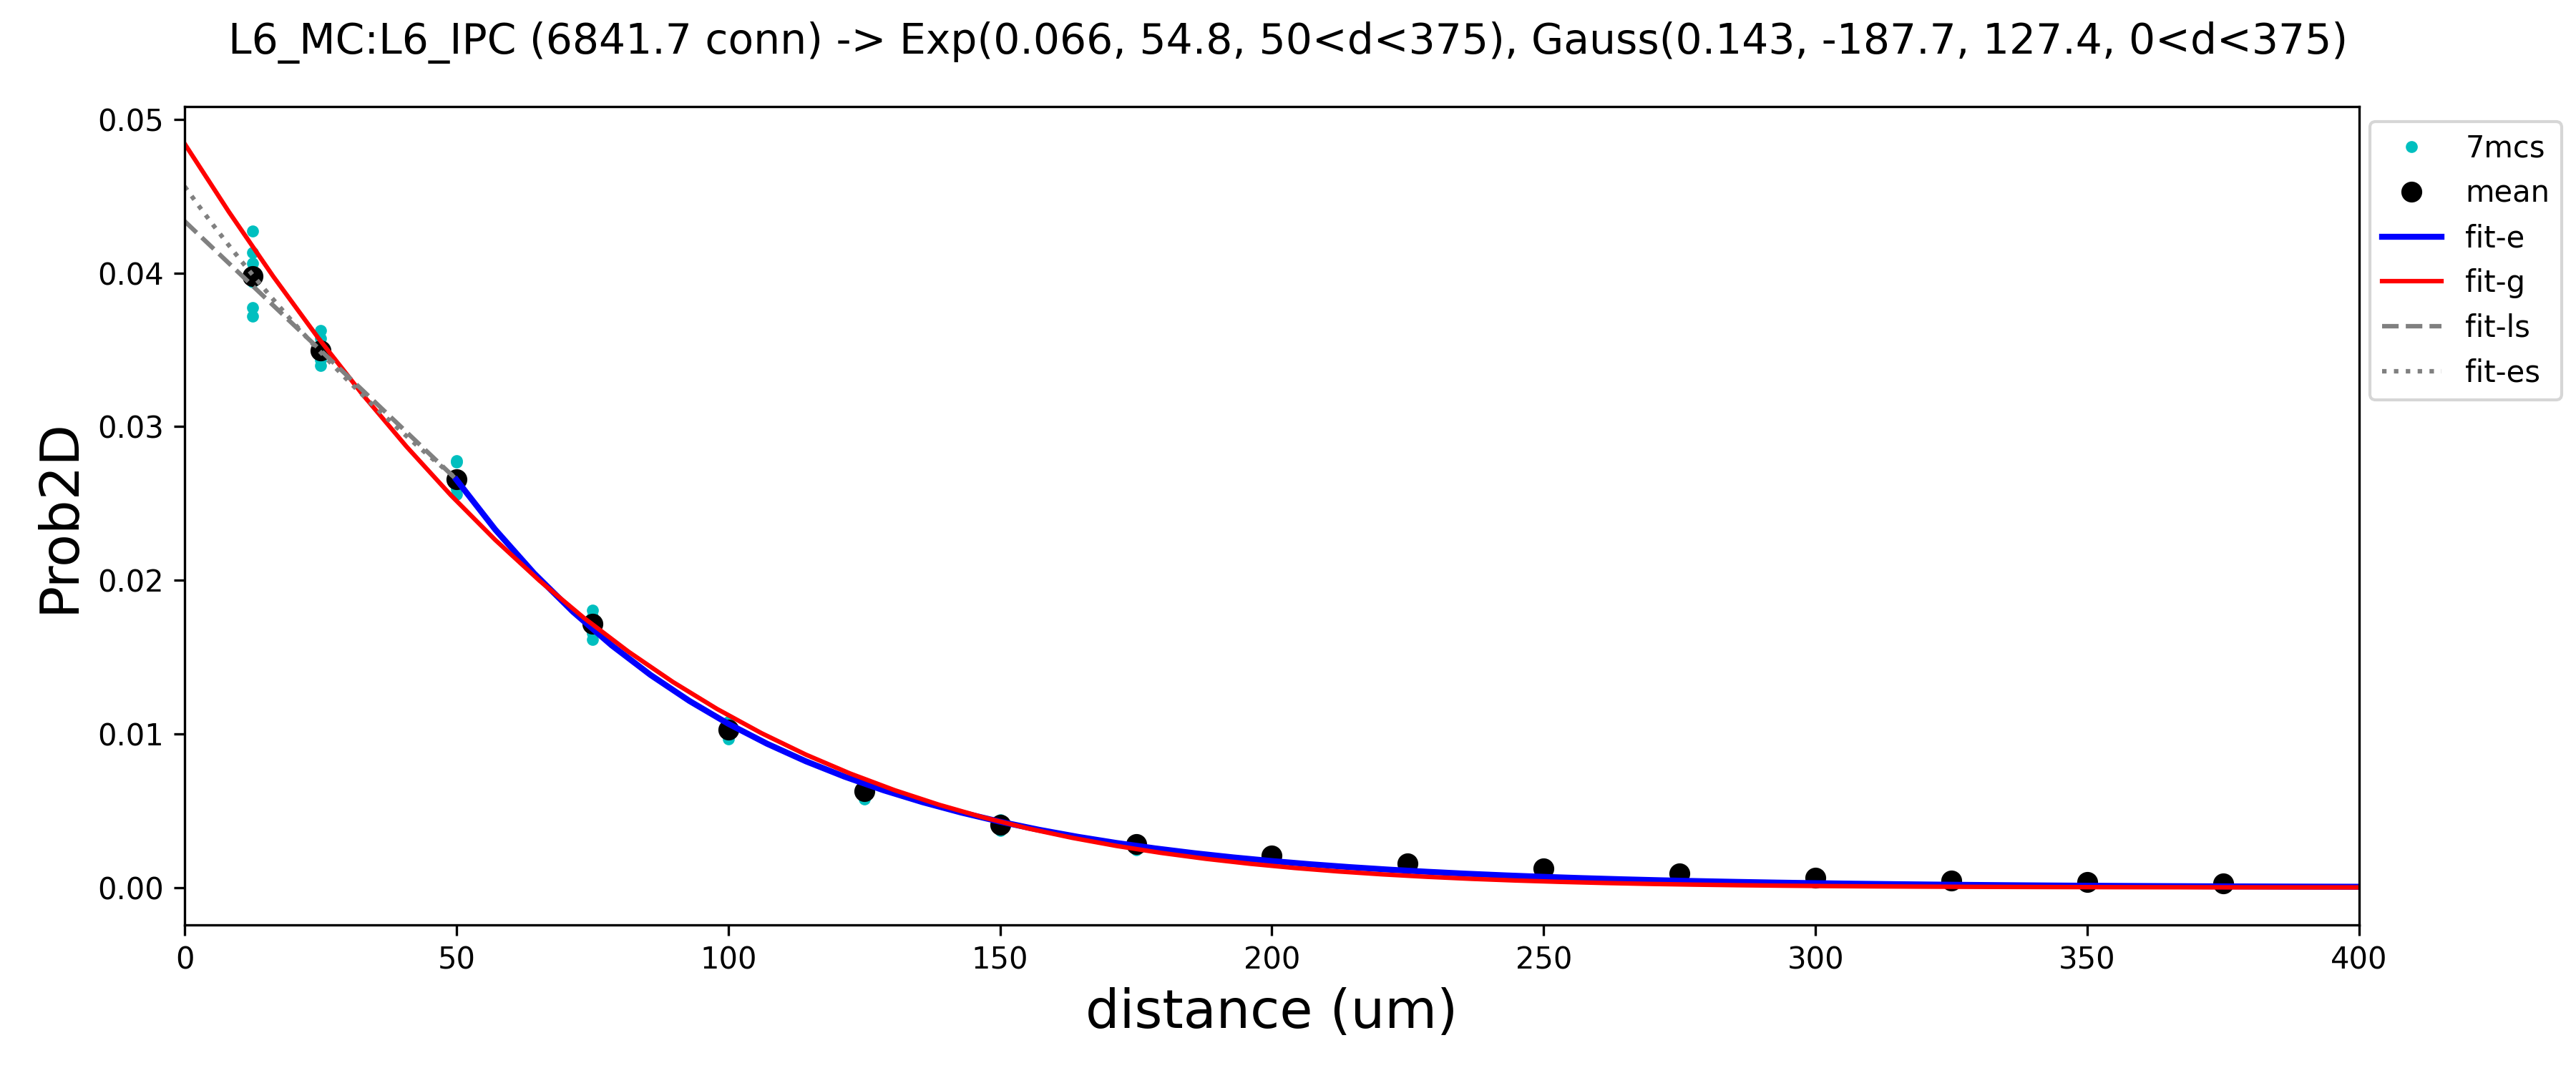 L6_MC:L6_IPC (6841.7 conn) -> Exp(0.066, 54.8, 50<d<375), Gauss(0.143, -187.7, 127.4, 0<d<375)
0.05
0.04
0.03
0.02
0.01
0.00
Prob2D
0 50 100 150 200 250 300 350 400
distance (um)
7mcs
mean
fit-e
fit-g
fit-ls
fit-es